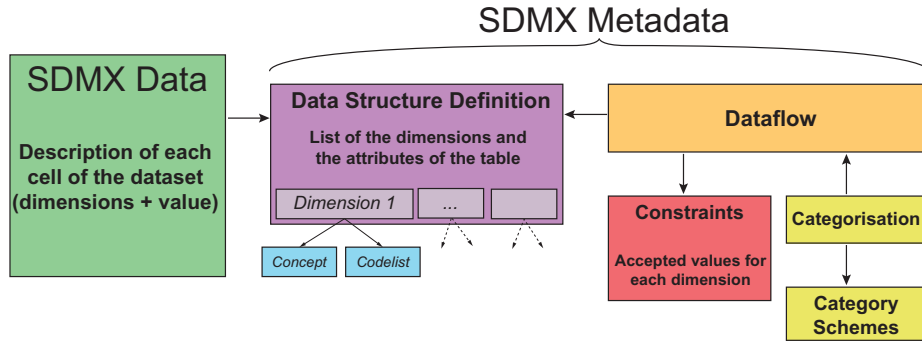 SDMX Metadata
SDMX Data
Description of each
cell of the dataset
(dimensions + value)
Data Structure Definition
List of the dimensions and
the attributes of the table
Dimension 1
...
Concept
Codelist
Dataflow
Constraints
Accepted values for
each dimension
Categorisation
Category
Schemes